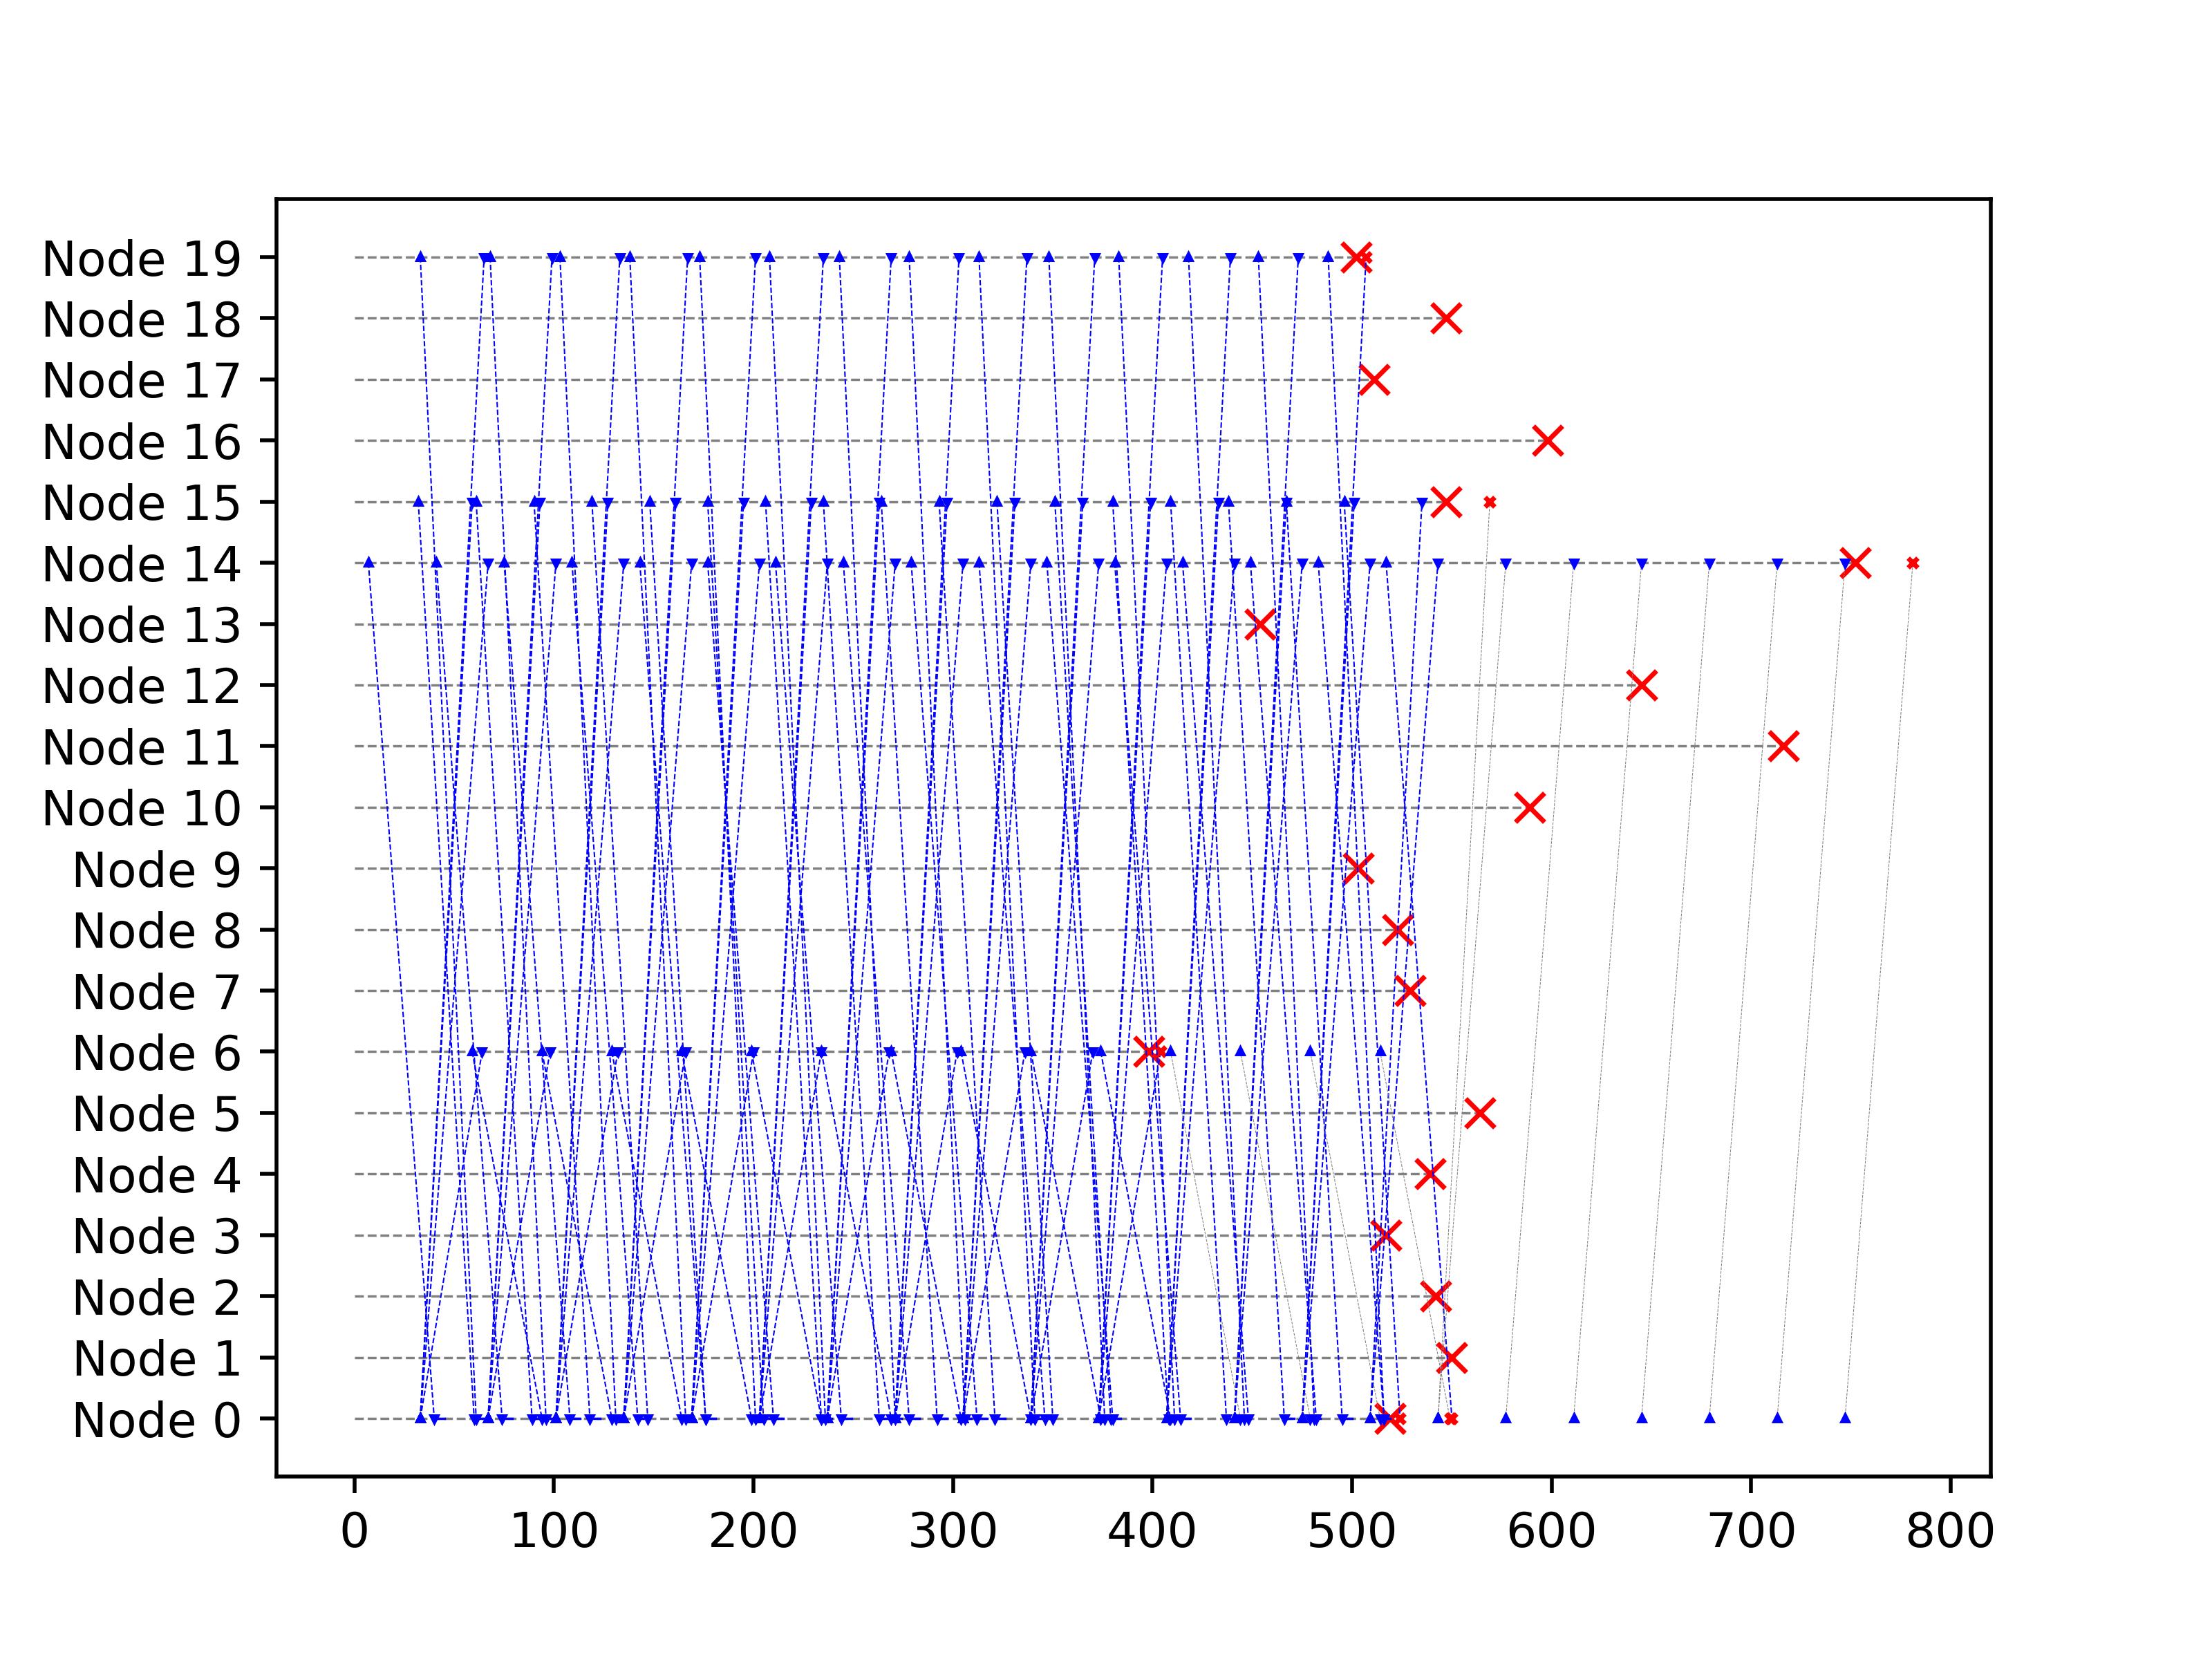 Node 19
Node 18
Node 17
Node 16
Node 15
Node 14
Node 13
Node 12
Node 11
Node 10
Node 9
Node 8
Node 7
Node 6
Node 5
Node 4
Node 3
Node 2
Node 1
Node 0
0 100 200 300 400 500 600 700 800